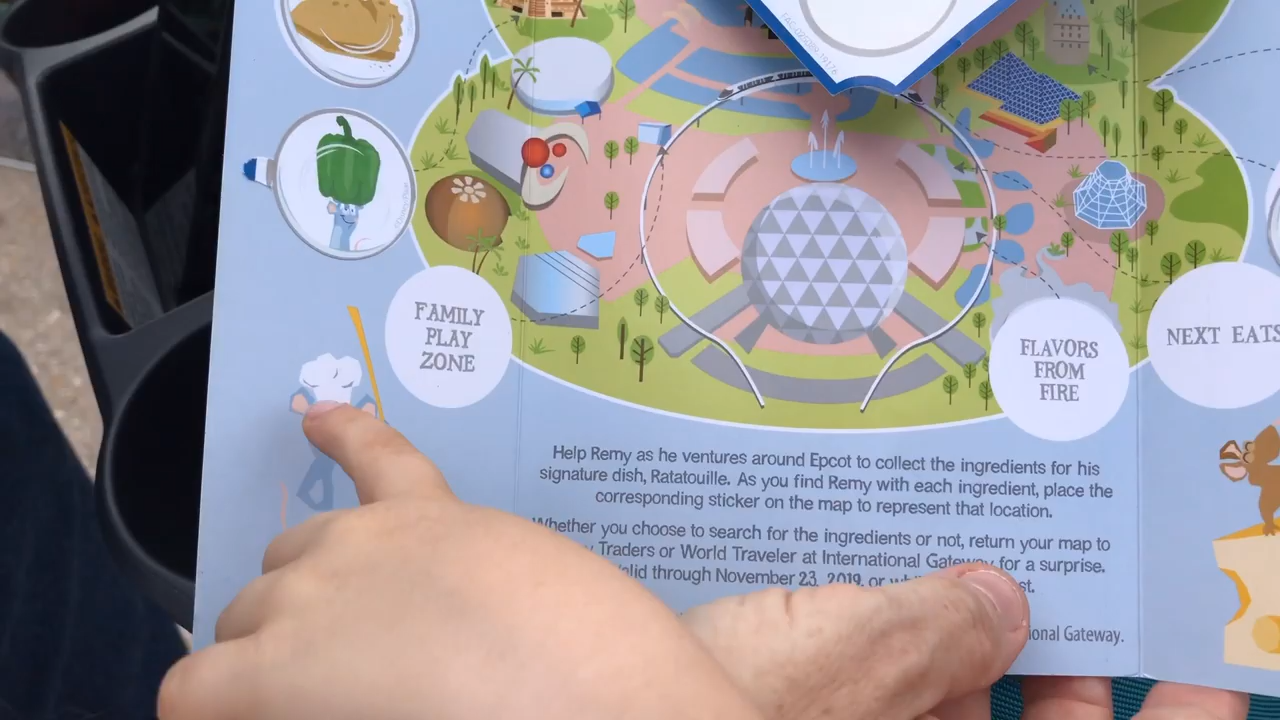 FAC 025089-19176
FAMILY
PLAY
ZONE
FLAVORS
FROM
FIRE
NEXT EATS
Help Remy as he ventures around Epcot to collect the ingredients for his
signature dish, Ratatouille. As you find Remy with each ingredient, place the
corresponding sticker on the map to represent that location.
Whether you choose to search for the ingredients or not, return your map to
Traders or World Traveler at International Gateway for a surprise.
valid through November 23, 2019, or
Gateway.